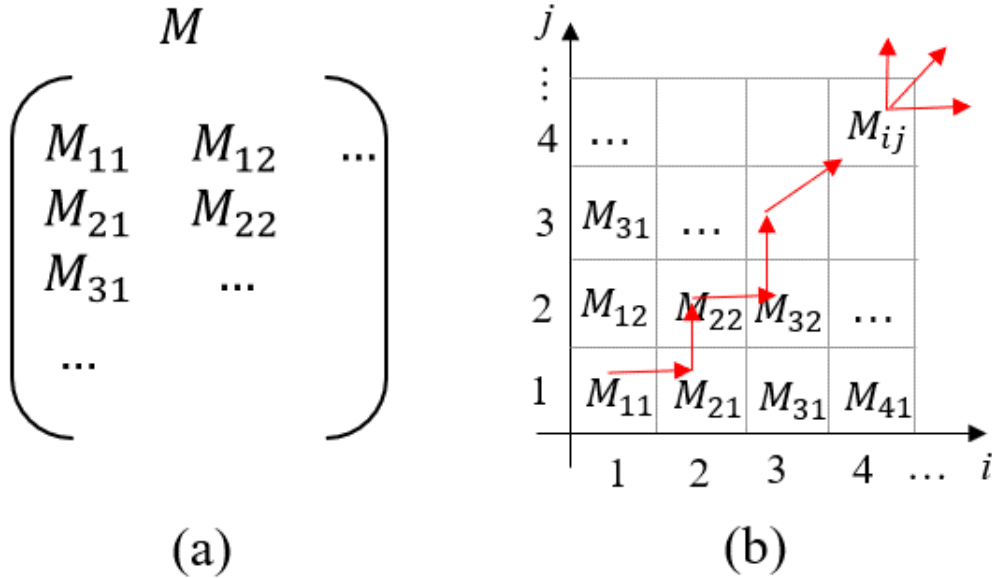 M
M₁₁ M₁₂ ...
M₂₁ M₂₂
M₃₁ ...
...
(a)
j
⋮
4 ... Mᵢⱼ
3 M₃₁ ...
2 M₁₂ M₂₂ M₃₂ ...
1 M₁₁ M₂₁ M₃₁ M₄₁
1 2 3 4 ... i
(b)